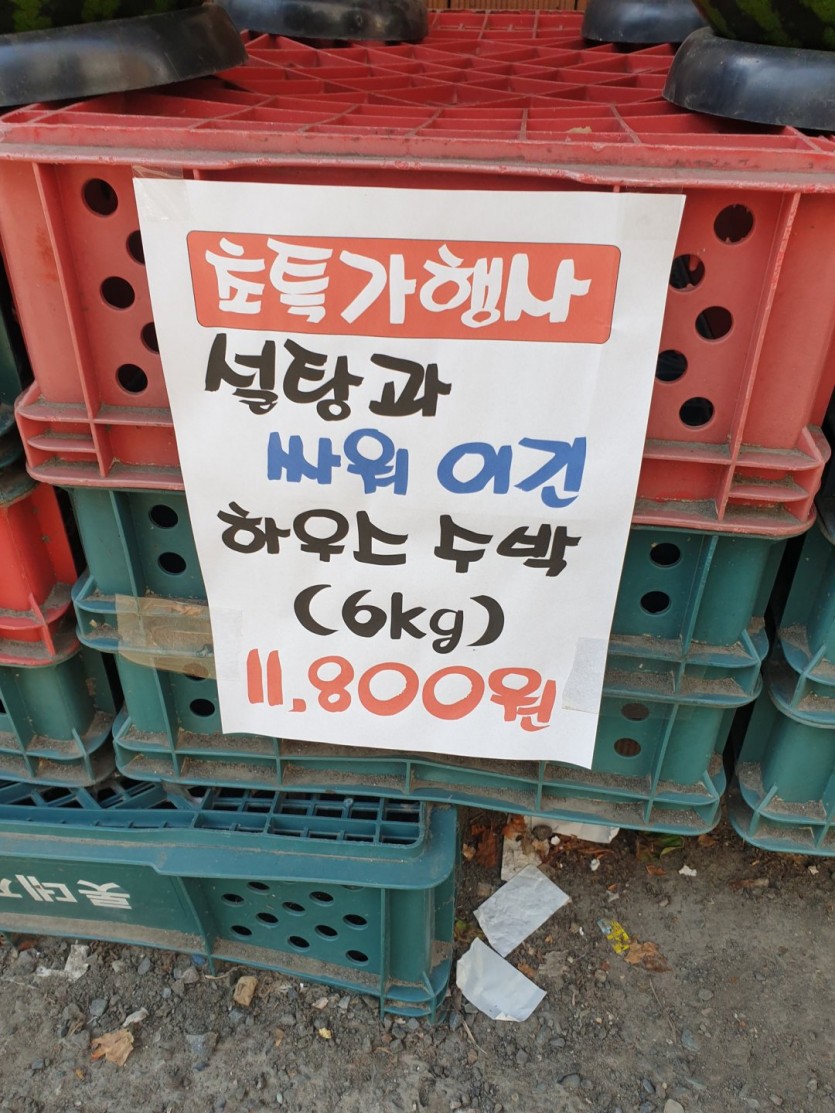 초특가행사
설탕과
싸워 이긴
하우스 수박
(6kg)
11,800원